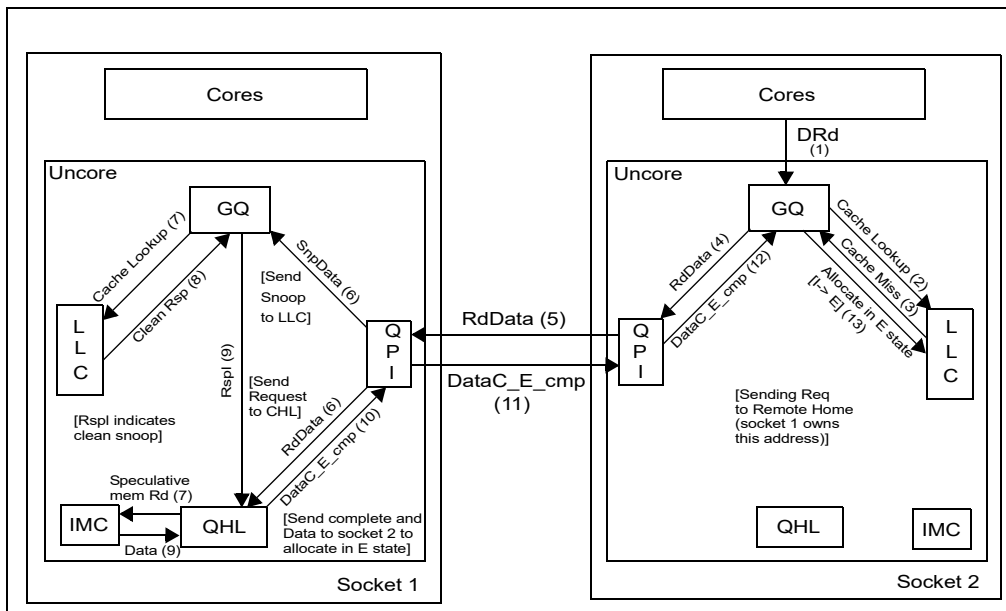 Cores
Uncore
GQ
Cache Lookup (7)
Clean Rsp (8)
SnpData (6)
[Send
Snoop
to LLC]
L
L
C
Q
P
I
RspI (9)
[Send
Request
to CHL]
[RspI indicates
clean snoop]
RdData (6)
DataC_E_cmp (10)
Speculative
mem Rd (7)
IMC
QHL
Data (9)
[Send complete and
Data to socket 2 to
allocate in E state]
Socket 1
RdData (5)
DataC_E_cmp
(11)
Cores
DRd
(1)
Uncore
GQ
RdData (4)
DataC_E_cmp (12)
Cache Lookup (2)
Cache Miss (3)
Allocate in E state
[I-> E] (13)
Q
P
I
L
L
C
[Sending Req
to Remote Home
(socket 1 owns
this address)]
QHL
IMC
Socket 2